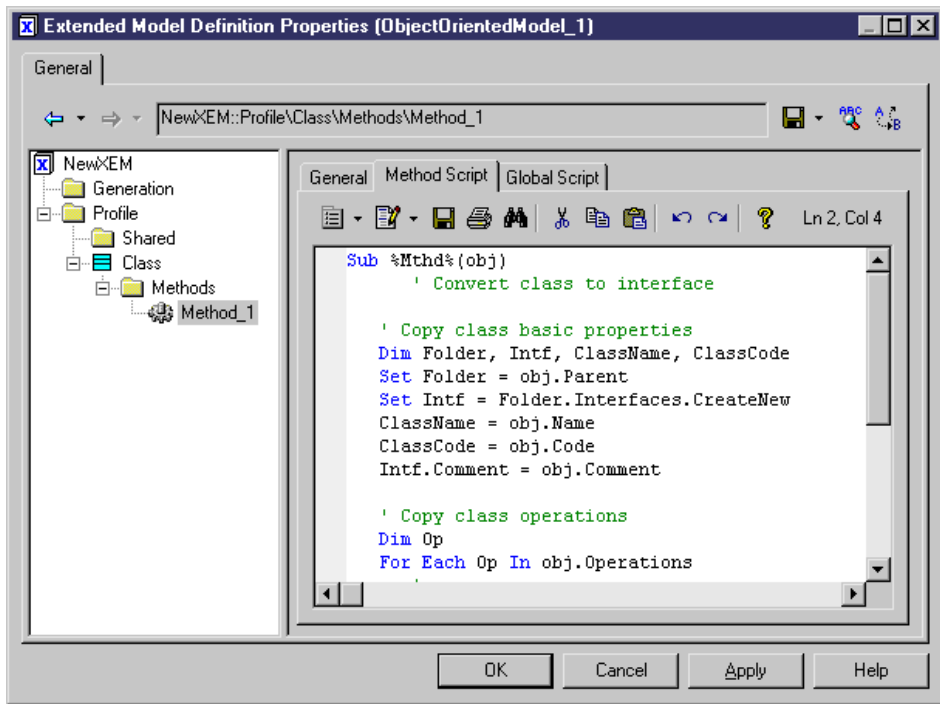 Extended Model Definition Properties (ObjectOrientedModel_1)
General
NewXEM::Profile\Class\Methods\Method_1
NewXEM
Generation
Profile
Shared
Class
Methods
Method_1
General Method Script Global Script
Ln 2, Col 4
Sub %Mthd%(obj)
' Convert class to interface
' Copy class basic properties
Dim Folder, Intf, ClassName, ClassCode
Set Folder = obj.Parent
Set Intf = Folder.Interfaces.CreateNew
ClassName = obj.Name
ClassCode = obj.Code
Intf.Comment = obj.Comment
' Copy class operations
Dim Op
For Each Op In obj.Operations
OK Cancel Apply Help